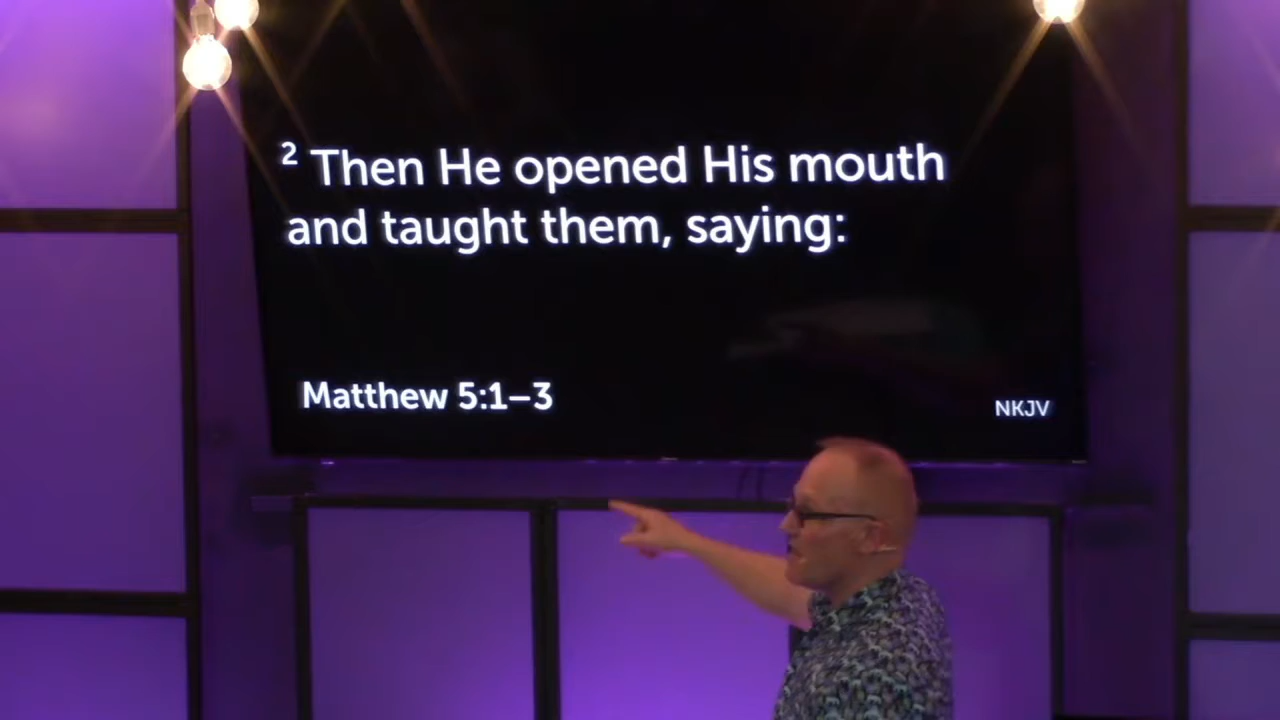 ² Then He opened His mouth
and taught them, saying:
Matthew 5:1–3
NKJV